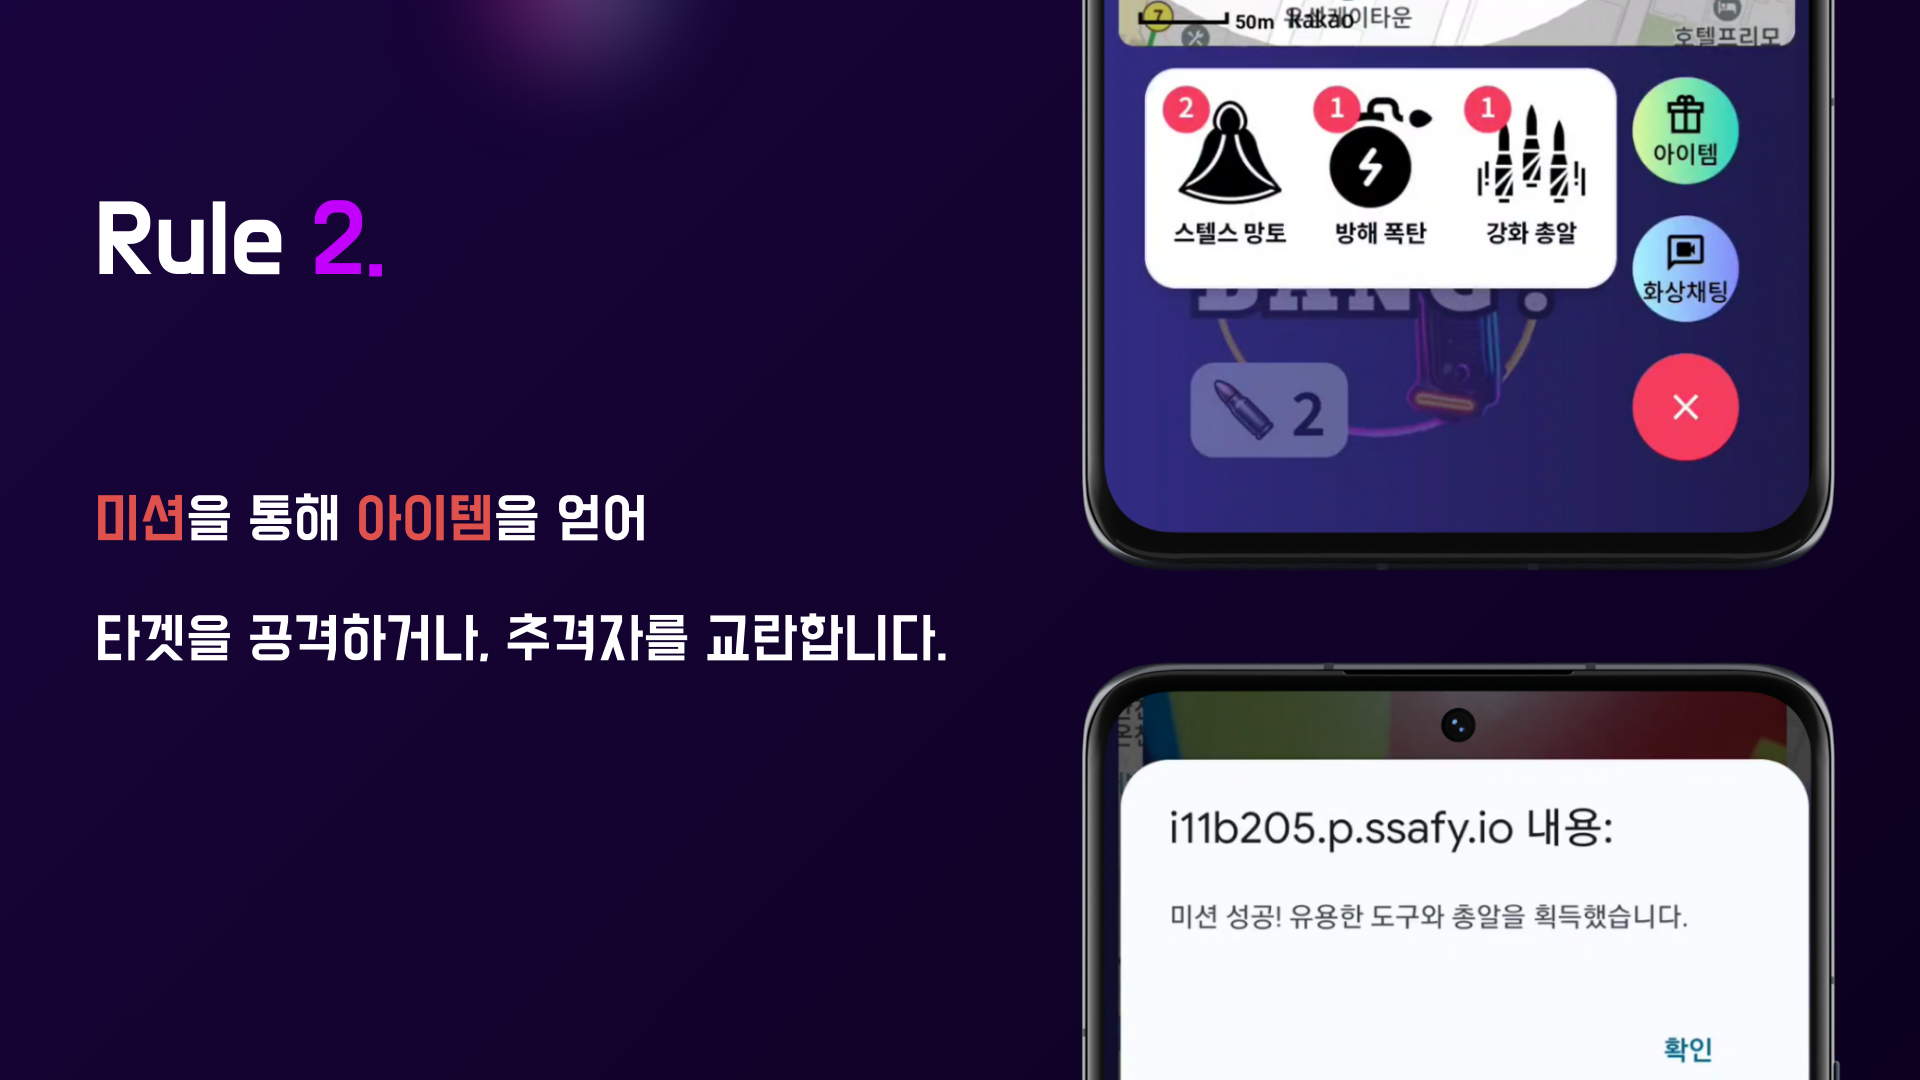 Rule 2.
미션을 통해 아이템을 얻어
타겟을 공격하거나, 추격자를 교란합니다.
7
50m
kakao
호텔프리모
2
1
1
스텔스 망토
방해 폭탄
강화 총알
아이템
화상채팅
BANG!
2
i11b205.p.ssafy.io 내용:
미션 성공! 유용한 도구와 총알을 획득했습니다.
확인